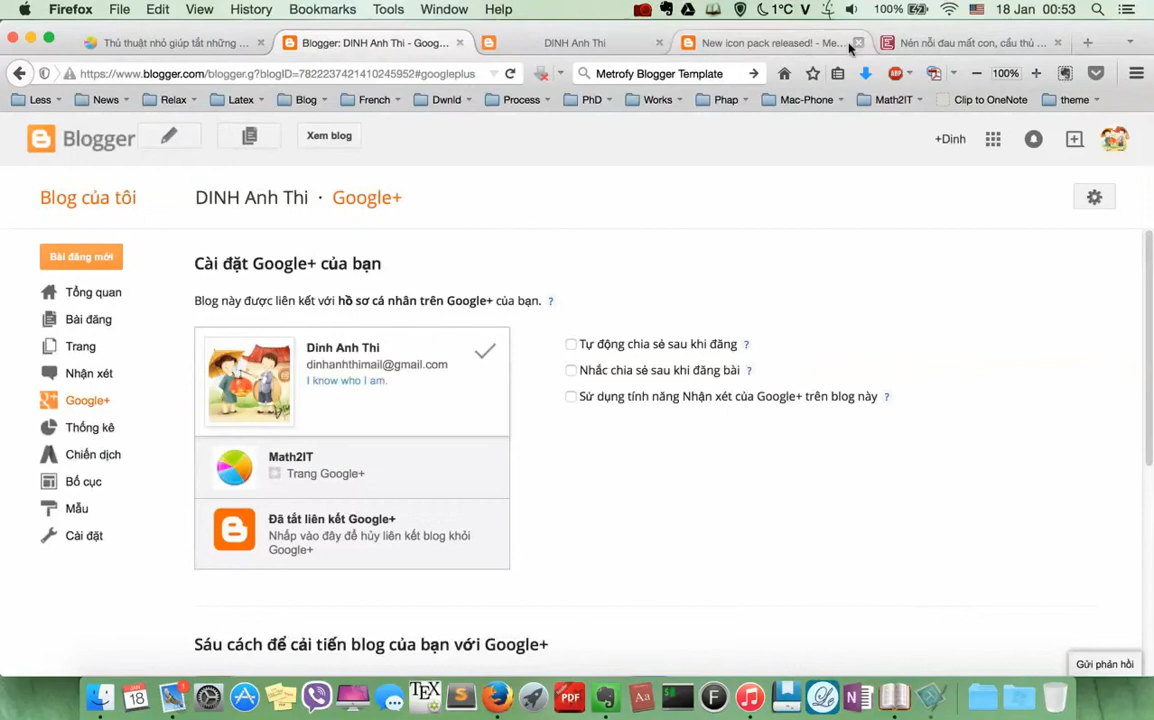 Firefox File Edit View History Bookmarks Tools Window Help 1°C V 100% 18 Jan 00:53
Thủ thuật nhỏ giúp tắt những ... Blogger: DINH Anh Thi - Goog... DINH Anh Thi New icon pack released! - Me... Nén nỗi đau mất con, cầu thủ ...
https://www.blogger.com/blogger.g?blogID=782223741410245952#googleplus Metrofy Blogger Template 100%
Less News Relax Latex Blog French Dwnld Process PhD Works Phap Mac-Phone Math2IT Clip to OneNote theme
Blogger Xem blog +Dinh
Blog của tôi DINH Anh Thi · Google+
Bài đăng mới
Tổng quan
Bài đăng
Trang
Nhận xét
Google+
Thống kê
Chiến dịch
Bố cục
Mẫu
Cài đặt
Cài đặt Google+ của bạn
Blog này được liên kết với hồ sơ cá nhân trên Google+ của bạn. ?
Dinh Anh Thi
dinhanhthimail@gmail.com
I know who I am.
Math2IT
Trang Google+
Đã tắt liên kết Google+
Nhấp vào đây để hủy liên kết blog khỏi
Google+
Tự động chia sẻ sau khi đăng ?
Nhắc chia sẻ sau khi đăng bài ?
Sử dụng tính năng Nhận xét của Google+ trên blog này ?
Sáu cách để cải tiến blog của bạn với Google+
Gửi phản hồi